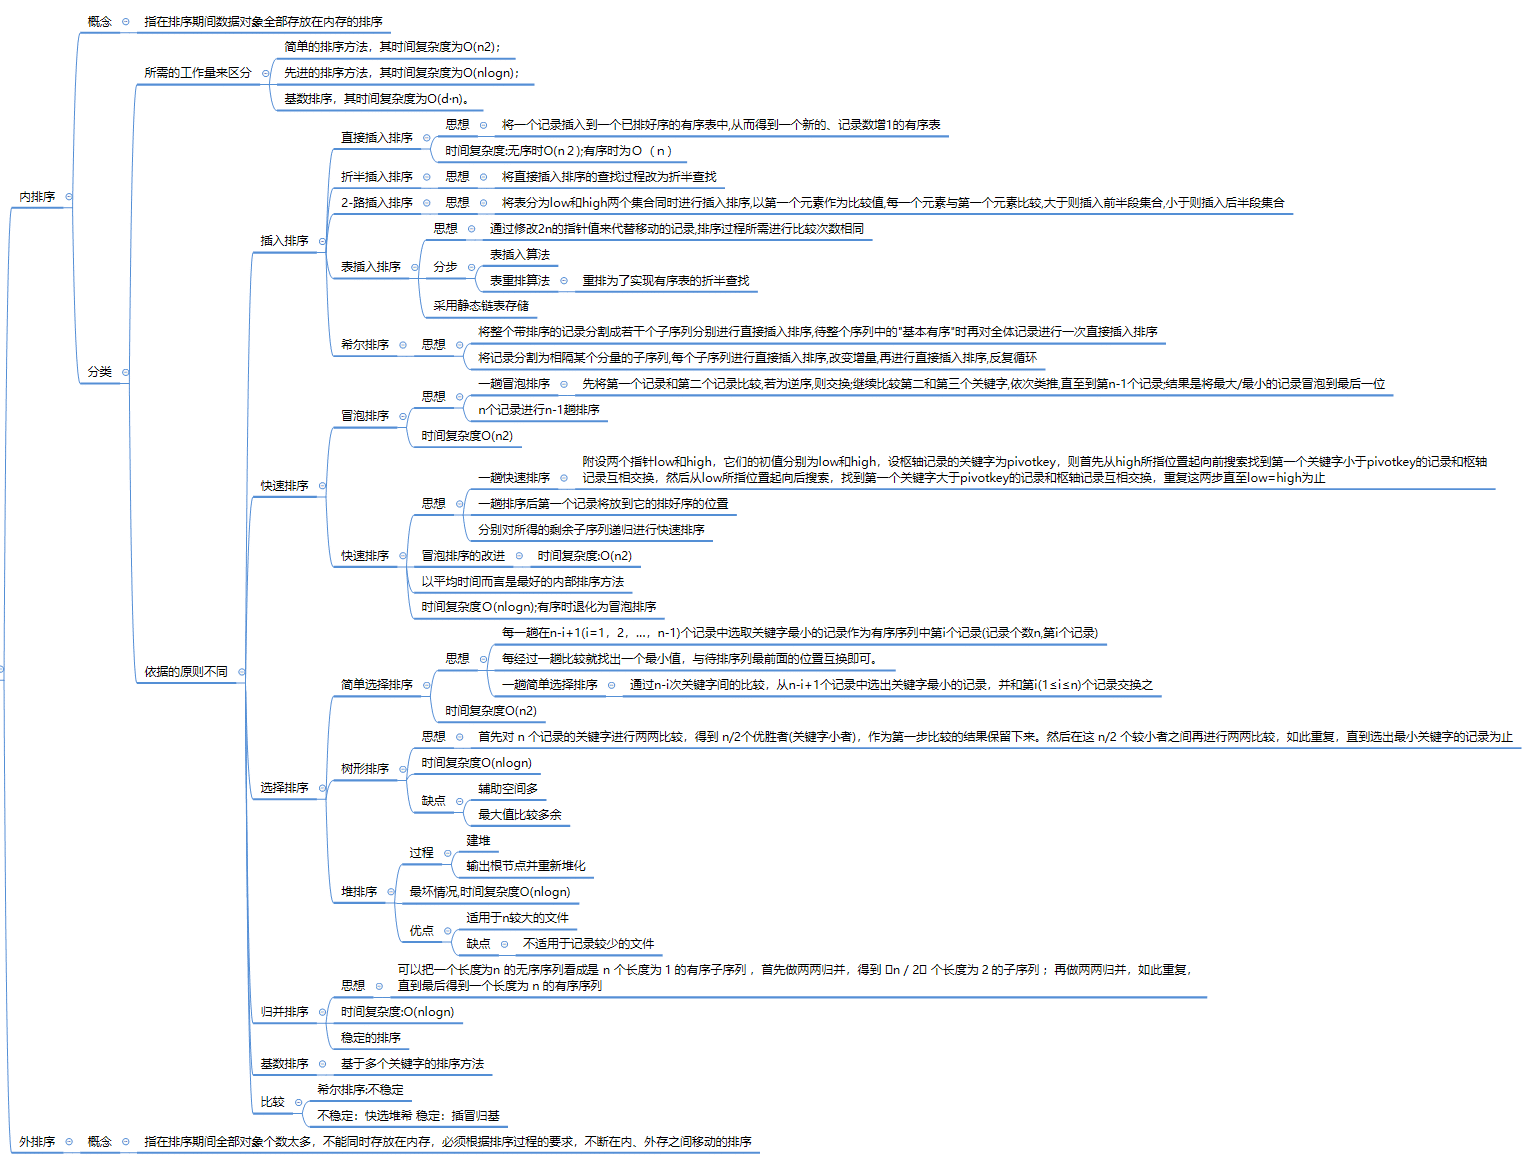 概念
指在排序期间数据对象全部存放在内存的排序
简单的排序方法，其时间复杂度为O(n2)；
所需的工作量来区分
先进的排序方法，其时间复杂度为O(nlogn)；
基数排序，其时间复杂度为O(d·n)。
思想
将一个记录插入到一个已排好序的有序表中,从而得到一个新的、记录数增1的有序表
直接插入排序
时间复杂度:无序时O(n２);有序时为Ｏ（ｎ）
折半插入排序
思想
将直接插入排序的查找过程改为折半查找
内排序
2-路插入排序
思想
将表分为low和high两个集合同时进行插入排序,以第一个元素作为比较值,每一个元素与第一个元素比较,大于则插入前半段集合,小于则插入后半段集合
思想
通过修改2n的指针值来代替移动的记录,排序过程所需进行比较次数相同
插入排序
表插入算法
表插入排序
分步
表重排算法
重排为了实现有序表的折半查找
采用静态链表存储
将整个带排序的记录分割成若干个子序列分别进行直接插入排序,待整个序列中的"基本有序"时再对全体记录进行一次直接插入排序
希尔排序
思想
将记录分割为相隔某个分量的子序列,每个子序列进行直接插入排序,改变增量,再进行直接插入排序,反复循环
分类
一趟冒泡排序
先将第一个记录和第二个记录比较,若为逆序,则交换;继续比较第二和第三个关键字,依次类推,直至到第n-1个记录;结果是将最大/最小的记录冒泡到最后一位
思想
n个记录进行n-1趟排序
冒泡排序
时间复杂度O(n2)
附设两个指针low和high，它们的初值分别为low和high，设枢轴记录的关键字为pivotkey，则首先从high所指位置起向前搜索找到第一个关键字小于pivotkey的记录和枢轴
一趟快速排序
记录互相交换，然后从low所指位置起向后搜索，找到第一个关键字大于pivotkey的记录和枢轴记录互相交换，重复这两步直至low=high为止
快速排序
思想
一趟排序后第一个记录将放到它的排好序的位置
分别对所得的剩余子序列递归进行快速排序
快速排序
冒泡排序的改进
时间复杂度:O(n2)
以平均时间而言是最好的内部排序方法
时间复杂度O(nlogn);有序时退化为冒泡排序
每一趟在n-i+1(i=1，2，…，n-1)个记录中选取关键字最小的记录作为有序序列中第i个记录(记录个数n,第i个记录)
思想
每经过一趟比较就找出一个最小值，与待排序列最前面的位置互换即可。
依据的原则不同
简单选择排序
一趟简单选择排序
通过n-i次关键字间的比较，从n-i+1个记录中选出关键字最小的记录，并和第i(1≤i≤n)个记录交换之
时间复杂度O(n2)
思想
首先对 n 个记录的关键字进行两两比较，得到 n/2个优胜者(关键字小者)，作为第一步比较的结果保留下来。然后在这 n/2 个较小者之间再进行两两比较，如此重复，直到选出最小关键字的记录为止
树形排序
时间复杂度O(nlogn)
选择排序
辅助空间多
缺点
最大值比较多余
建堆
过程
输出根节点并重新堆化
堆排序
最坏情况,时间复杂度O(nlogn)
适用于n较大的文件
优点
缺点
不适用于记录较少的文件
可以把一个长度为n 的无序序列看成是 n 个长度为 1 的有序子序列 ，首先做两两归并，得到 n / 2 个长度为 2 的子序列 ；再做两两归并，如此重复，
思想
直到最后得到一个长度为 n 的有序序列
归并排序
时间复杂度:O(nlogn)
稳定的排序
基数排序
基于多个关键字的排序方法
希尔排序:不稳定
比较
不稳定：快选堆希 稳定：插冒归基
外排序
概念
指在排序期间全部对象个数太多，不能同时存放在内存，必须根据排序过程的要求，不断在内、外存之间移动的排序